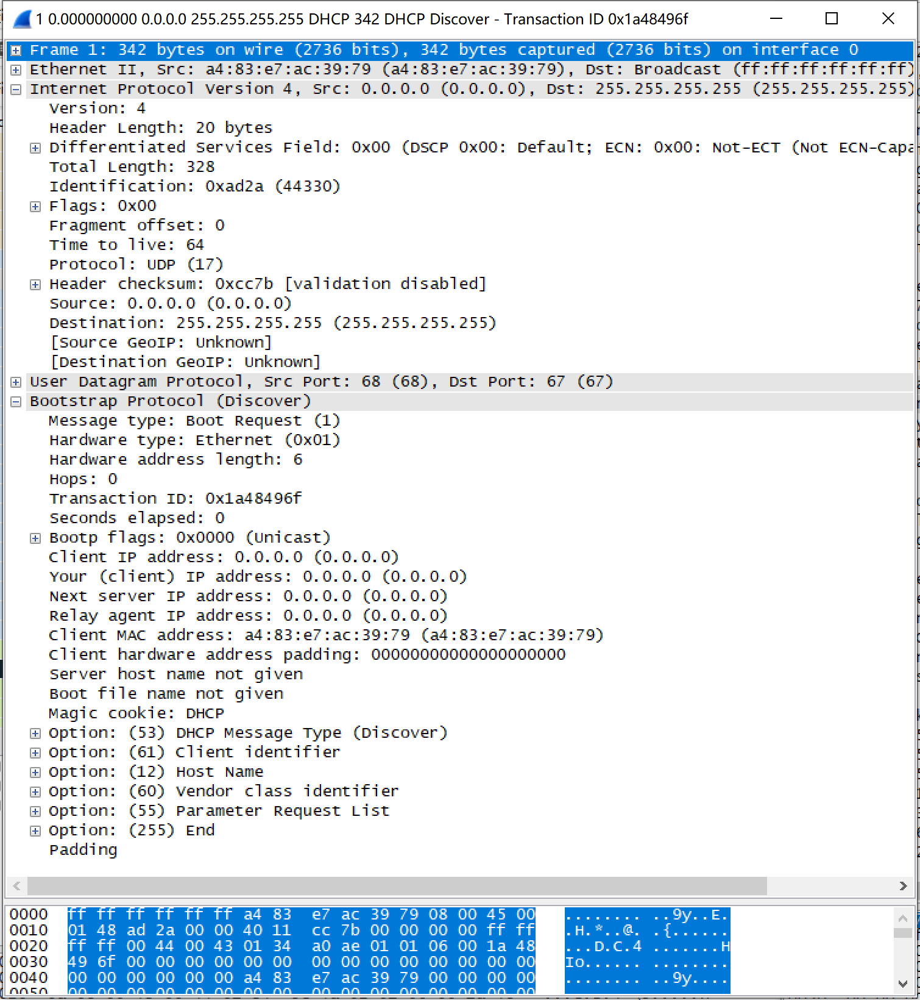 1 0.000000000 0.0.0.0 255.255.255.255 DHCP 342 DHCP Discover - Transaction ID 0x1a48496f
Frame 1: 342 bytes on wire (2736 bits), 342 bytes captured (2736 bits) on interface 0
Ethernet II, Src: a4:83:e7:ac:39:79 (a4:83:e7:ac:39:79), Dst: Broadcast (ff:ff:ff:ff:ff:ff)
Internet Protocol Version 4, Src: 0.0.0.0 (0.0.0.0), Dst: 255.255.255.255 (255.255.255.255)
Version: 4
Header Length: 20 bytes
Differentiated Services Field: 0x00 (DSCP 0x00: Default; ECN: 0x00: Not-ECT (Not ECN-Capa
Total Length: 328
Identification: 0xad2a (44330)
Flags: 0x00
Fragment offset: 0
Time to live: 64
Protocol: UDP (17)
Header checksum: 0xcc7b [validation disabled]
Source: 0.0.0.0 (0.0.0.0)
Destination: 255.255.255.255 (255.255.255.255)
[Source GeoIP: Unknown]
[Destination GeoIP: Unknown]
User Datagram Protocol, Src Port: 68 (68), Dst Port: 67 (67)
Bootstrap Protocol (Discover)
Message type: Boot Request (1)
Hardware type: Ethernet (0x01)
Hardware address length: 6
Hops: 0
Transaction ID: 0x1a48496f
Seconds elapsed: 0
Bootp flags: 0x0000 (Unicast)
Client IP address: 0.0.0.0 (0.0.0.0)
Your (client) IP address: 0.0.0.0 (0.0.0.0)
Next server IP address: 0.0.0.0 (0.0.0.0)
Relay agent IP address: 0.0.0.0 (0.0.0.0)
Client MAC address: a4:83:e7:ac:39:79 (a4:83:e7:ac:39:79)
Client hardware address padding: 00000000000000000000
Server host name not given
Boot file name not given
Magic cookie: DHCP
Option: (53) DHCP Message Type (Discover)
Option: (61) Client identifier
Option: (12) Host Name
Option: (60) Vendor class identifier
Option: (55) Parameter Request List
Option: (255) End
Padding
0000 ff ff ff ff ff ff a4 83 e7 ac 39 79 08 00 45 00 ........ ..9y..E.
0010 01 48 ad 2a 00 00 40 11 cc 7b 00 00 00 00 ff ff .H.*..@. .{......
0020 ff ff 00 44 00 43 01 34 a0 ae 01 01 06 00 1a 48 ...D.C.4 .......H
0030 49 6f 00 00 00 00 00 00 00 00 00 00 00 00 00 00 Io...... ........
0040 00 00 00 00 00 00 a4 83 e7 ac 39 79 00 00 00 00 ........ ..9y....
0050 00 00 00 00 00 00 00 00 00 00 00 00 00 00 00 00